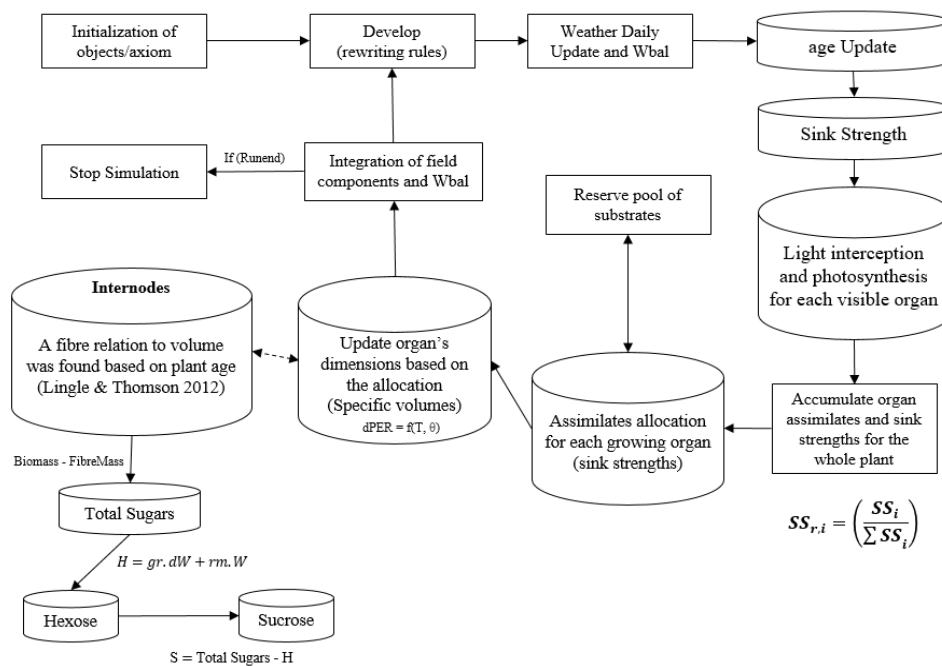 Initialization of
objects/axiom
Develop
(rewriting rules)
Weather Daily
Update and Wbal
age Update
Sink Strength
Light interception
and photosynthesis
for each visible organ
Accumulate organ
assimilates and sink
strengths for the
whole plant
SS_{r,i} = (SS_i / ∑ SS_i)
Reserve pool of
substrates
Assimilates allocation
for each growing organ
(sink strengths)
Update organ's
dimensions based on
the allocation
(Specific volumes)
dPER = f(T, θ)
Integration of field
components and Wbal
If (Runend)
Stop Simulation
Internodes
A fibre relation to volume
was found based on plant age
(Lingle & Thomson 2012)
Biomass - FibreMass
Total Sugars
H = gr.dW + rm.W
Hexose
Sucrose
S = Total Sugars - H